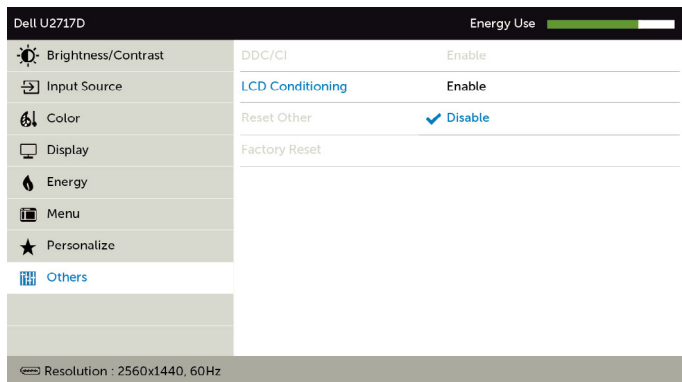 Dell U2717D Energy Use
Brightness/Contrast DDC/CI Enable
Input Source LCD Conditioning Enable
Color Reset Other Disable
Display Factory Reset
Energy
Menu
Personalize
Others
Resolution : 2560x1440, 60Hz